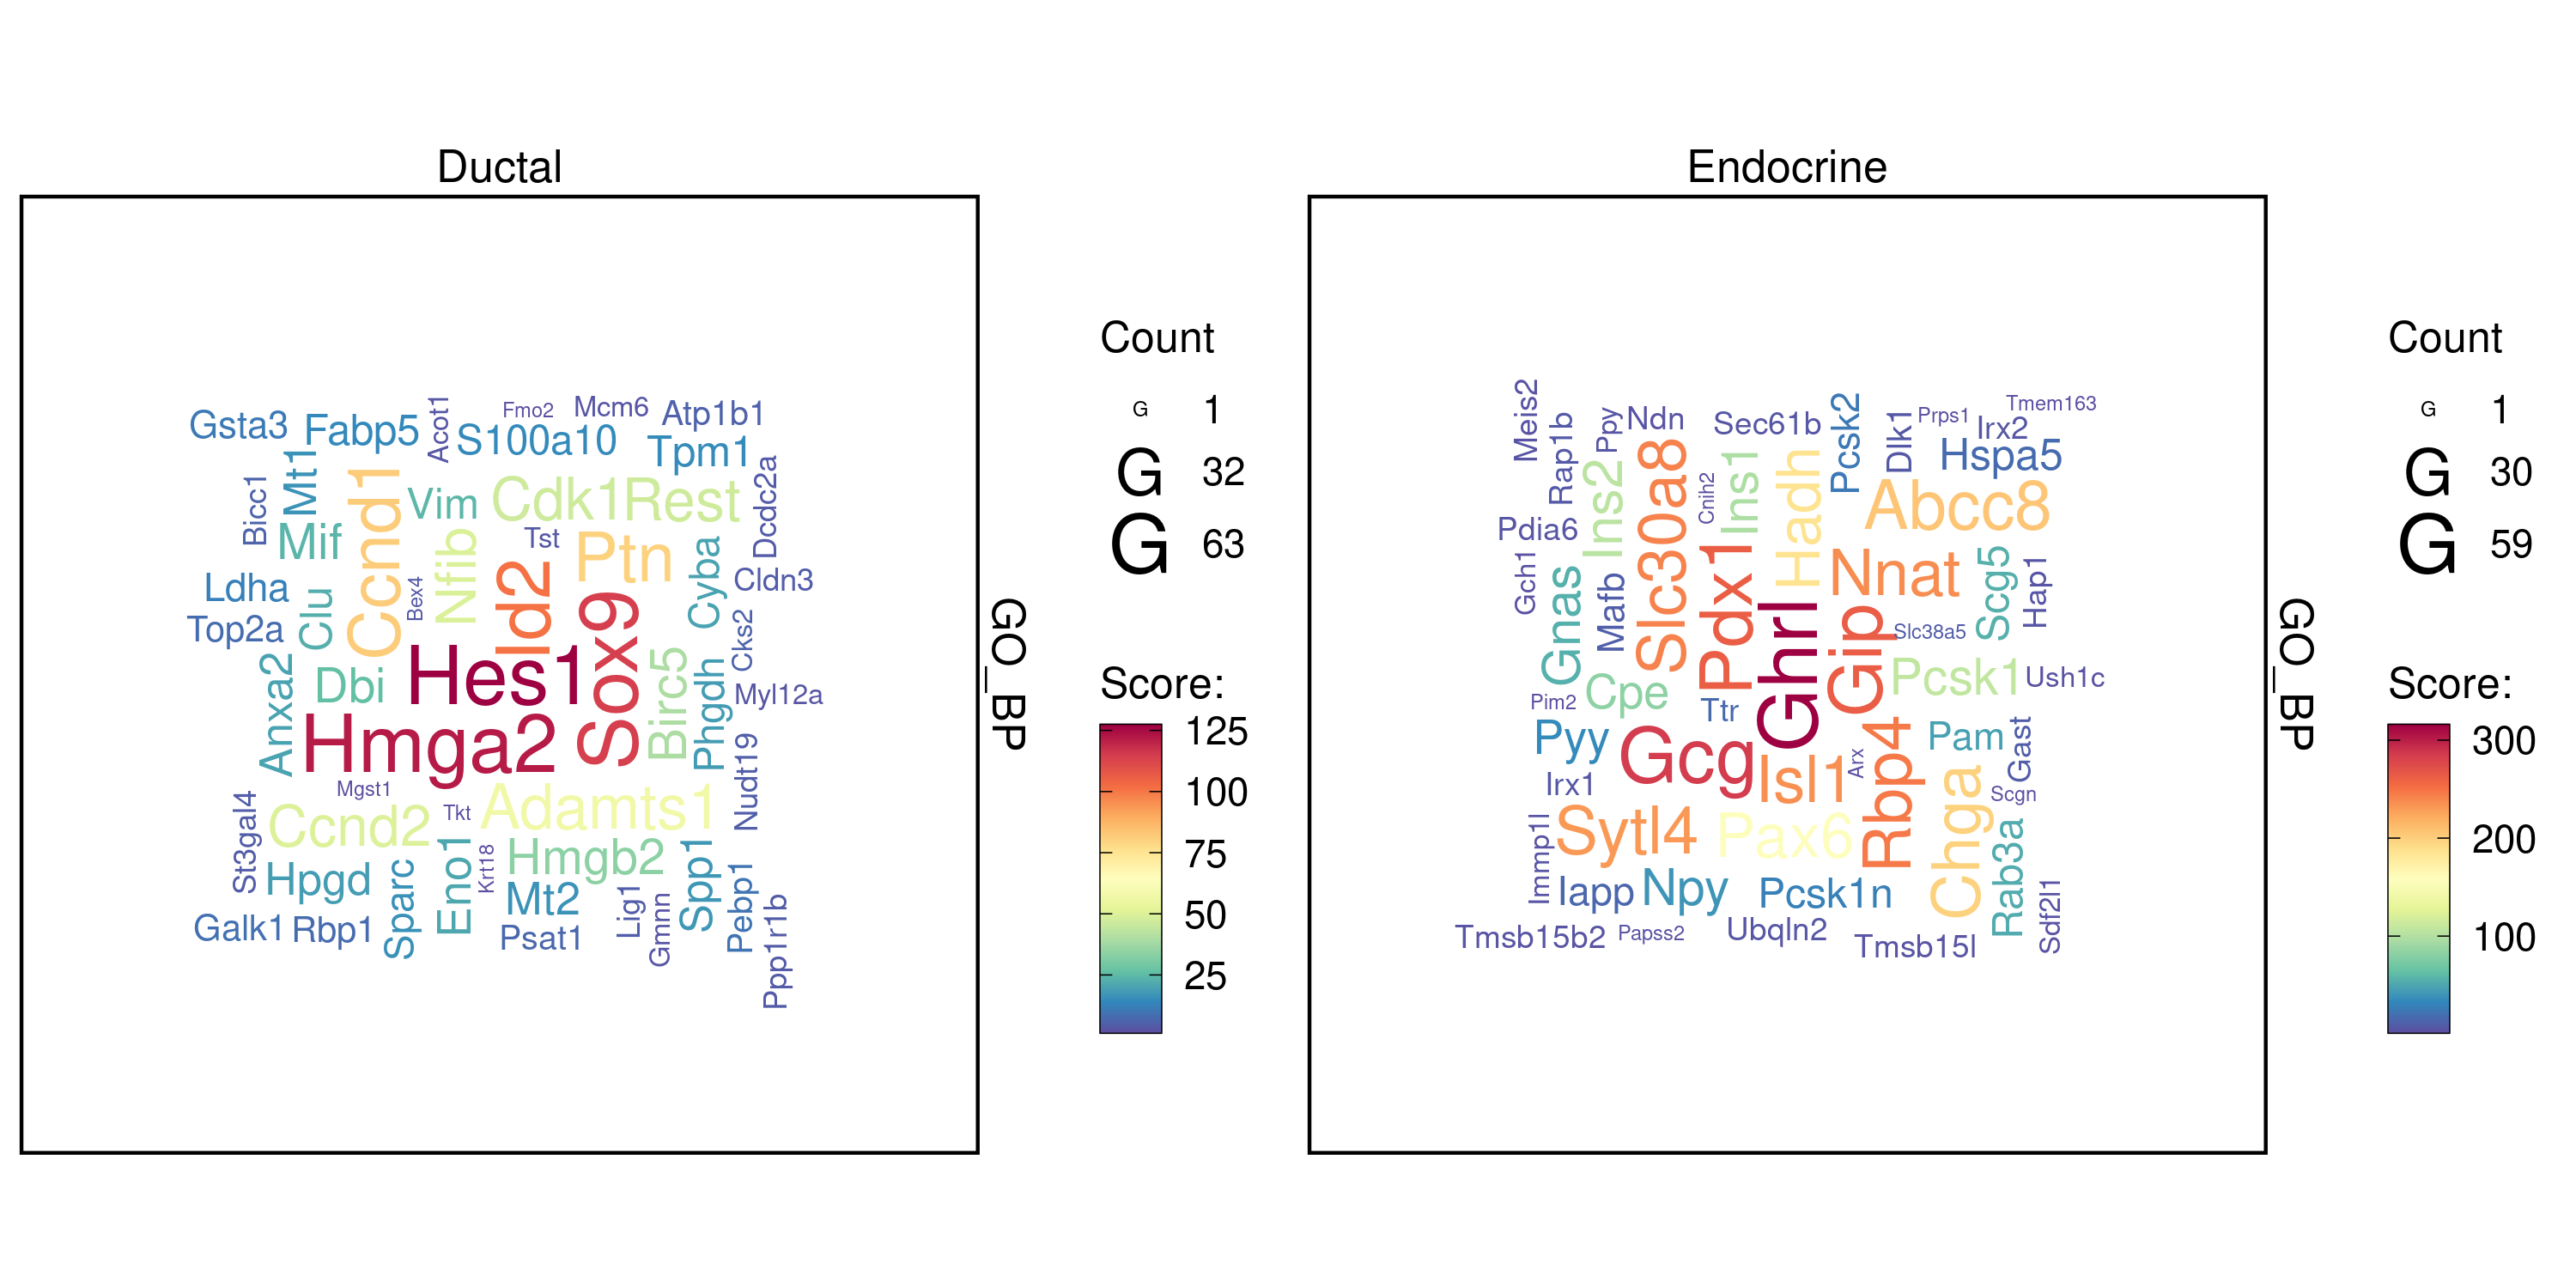 Ductal
Gsta3
Fabp5
Acot1
S100a10
Fmo2
Mcm6
Atp1b1
Tpm1
Bicc1
Mt1
Ccnd1
Vim
Cdk1
Rest
Dcdc2a
Mif
Nfib
Tst
Ptn
Cyba
Cldn3
Ldha
Clu
Bex4
Id2
Sox9
Top2a
Cks2
Anxa2
Dbi
Hes1
Birc5
Phgdh
Myl12a
Hmga2
Nudt19
Mgst1
St3gal4
Ccnd2
Tkt
Adamts1
Hpgd
Sparc
Eno1
Krt18
Hmgb2
Mt2
Spp1
Pebp1
Lig1
Gmnn
Galk1
Rbp1
Psat1
Ppp1r1b
GO_BP
Count
G 1
G 32
G 63
Score:
125
100
75
50
25
Endocrine
Meis2
Rap1b
Ppy
Ndn
Sec61b
Pcsk2
Dlk1
Prps1
Tmem163
Irx2
Hspa5
Ins2
Slc30a8
Cnih2
Ins1
Hadh
Abcc8
Pdia6
Gch1
Gnas
Mafb
Pdx1
Nnat
Scg5
Hap1
Ghrl
Gip
Slc38a5
Pcsk1
Ush1c
Pim2
Cpe
Ttr
Pyy
Gcg
Isl1
Arx
Rbp4
Pam
Gast
Irx1
Scgn
Immp1l
Sytl4
Pax6
Chga
Rab3a
Iapp
Npy
Pcsk1n
Sdf2l1
Tmsb15b2
Papss2
Ubqln2
Tmsb15l
GO_BP
Count
G 1
G 30
G 59
Score:
300
200
100